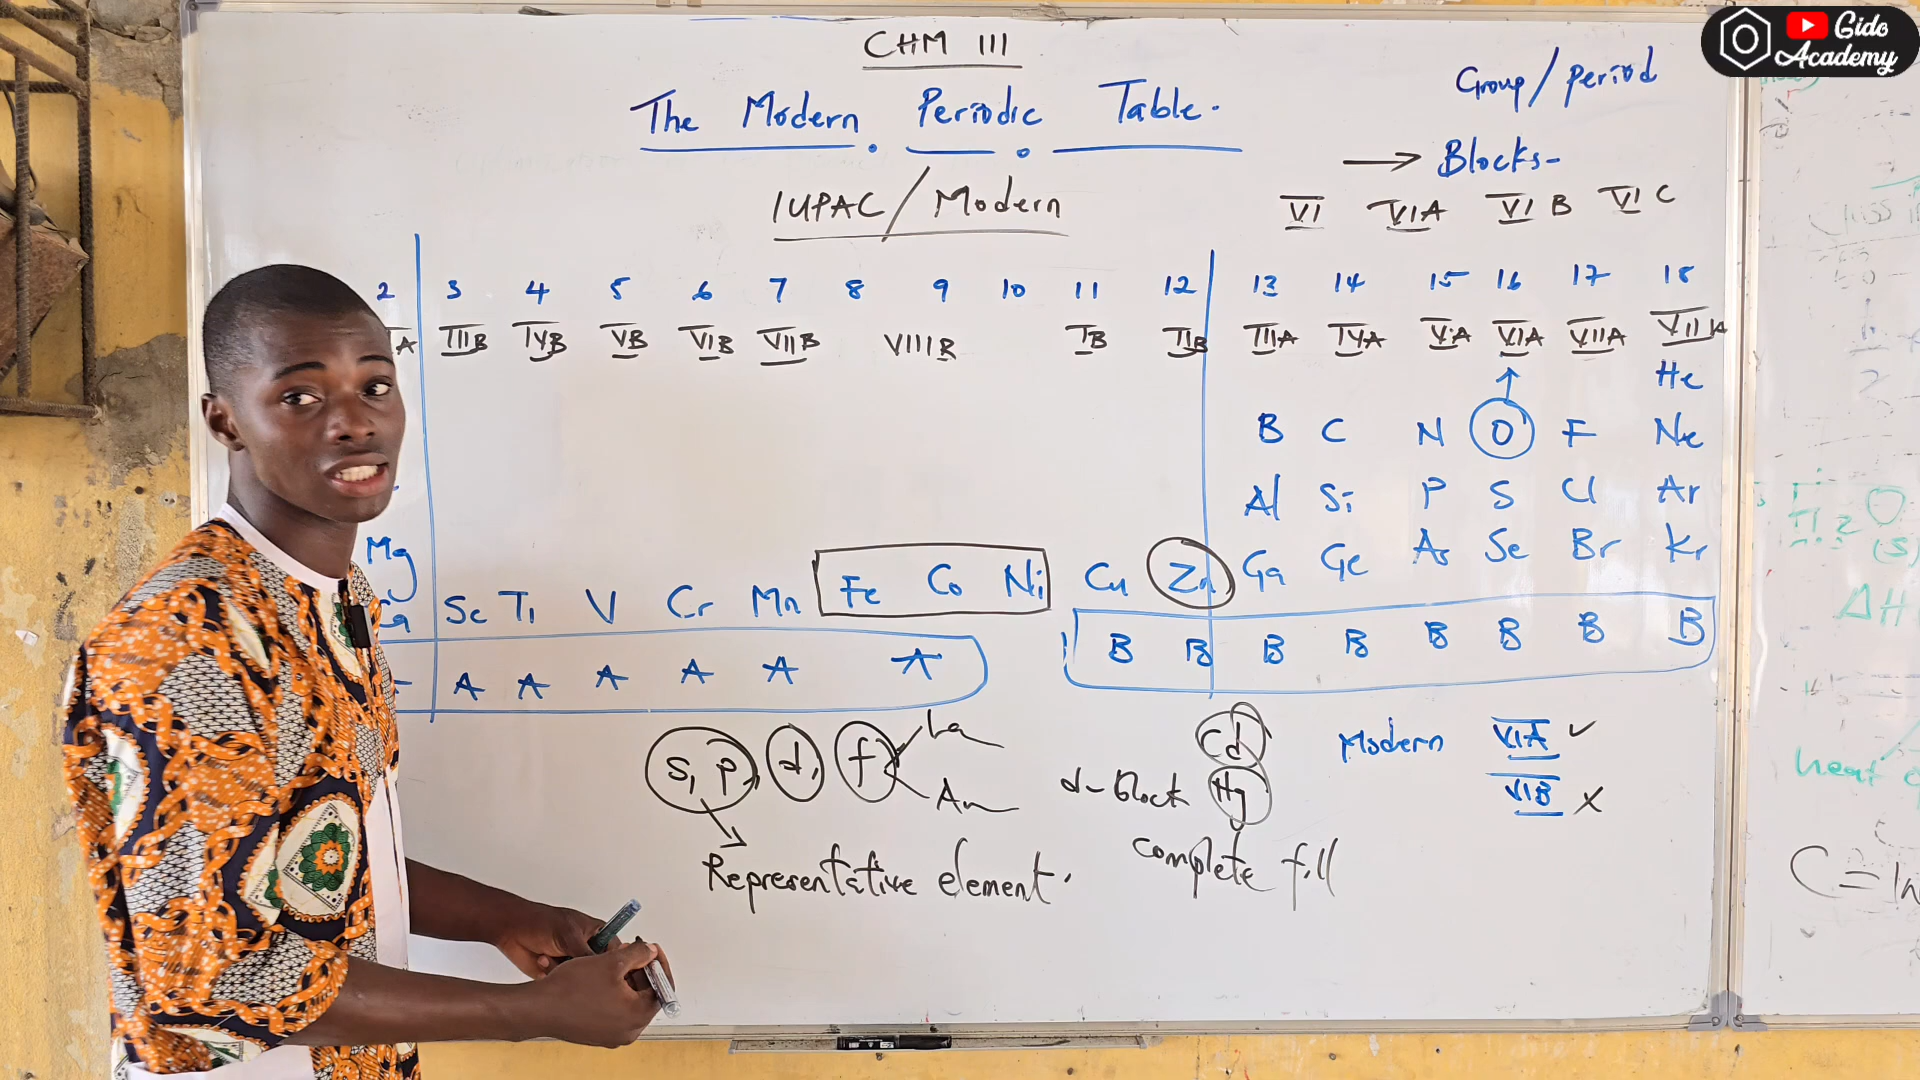 CHM 111
Gido Academy
The Modern Periodic Table.
Group/Period
→ Blocks-
IUPAC/Modern
VI VIA VI B VI C
2 3 4 5 6 7 8 9 10 11 12 13 14 15 16 17 18
A IIIB IVB VB VIB VIIB VIIIB IB IIB IIIA IVA VA VIA VIIA VIIIA
He
B C N O F Ne
Al Si P S Cl Ar
Mg
Ca Sc Ti V Cr Mn Fe Co Ni Cu Zn Ga Ge As Se Br Kr
A A A A A A B B B B B B B B
s, p, d, f La
An
Cd
d-Block Hg
Modern VIA ✓
VIB X
Representative element.
complete fill
ΔH
heat
C =